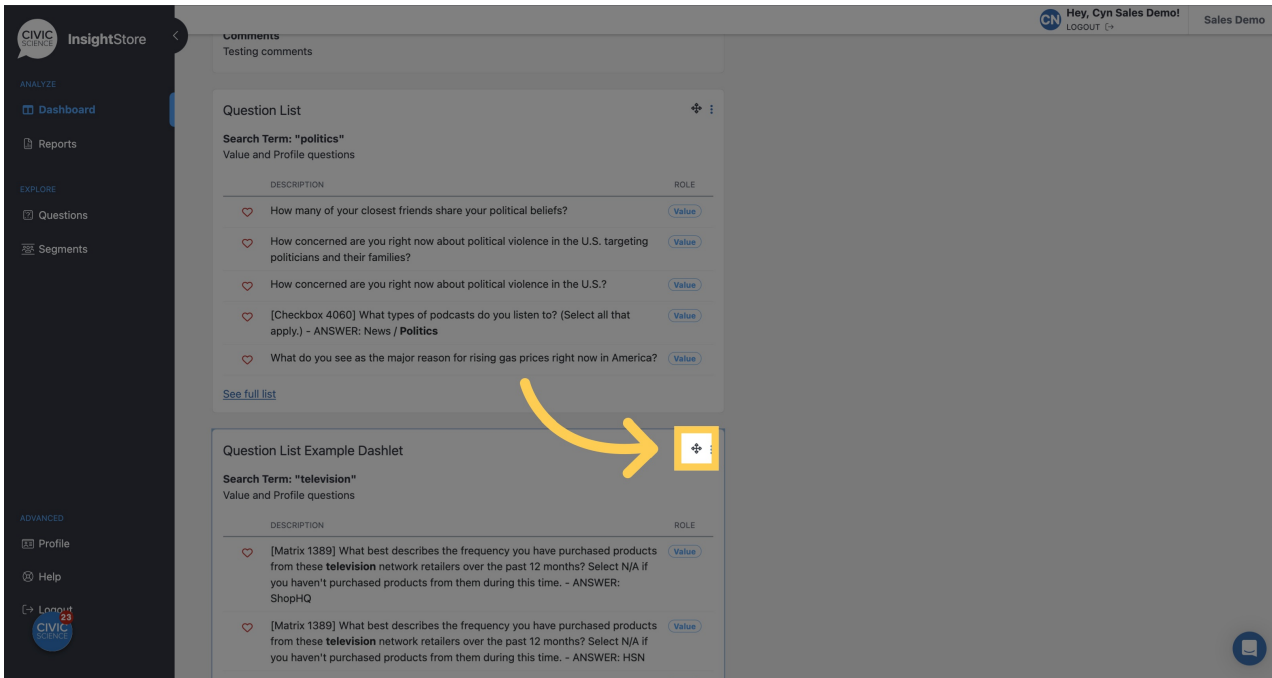 CIVIC
SCIENCE
InsightStore
Hey, Cyn Sales Demo!
CN
LOGOUT
Sales Demo
ANALYZE
Dashboard
Reports
EXPLORE
Questions
Segments
ADVANCED
Profile
Help
Logout
23
CIVIC
SCIENCE
Comments
Testing comments
Question List
Search Term: "politics"
Value and Profile questions
DESCRIPTION ROLE
How many of your closest friends share your political beliefs? Value
How concerned are you right now about political violence in the U.S. targeting Value
politicians and their families?
How concerned are you right now about political violence in the U.S.? Value
[Checkbox 4060] What types of podcasts do you listen to? (Select all that Value
apply.) – ANSWER: News / Politics
What do you see as the major reason for rising gas prices right now in America? Value
See full list
Question List Example Dashlet
Search Term: "television"
Value and Profile questions
DESCRIPTION ROLE
[Matrix 1389] What best describes the frequency you have purchased products Value
from these television network retailers over the past 12 months? Select N/A if
you haven't purchased products from them during this time. – ANSWER:
ShopHQ
[Matrix 1389] What best describes the frequency you have purchased products Value
from these television network retailers over the past 12 months? Select N/A if
you haven't purchased products from them during this time. – ANSWER: HSN